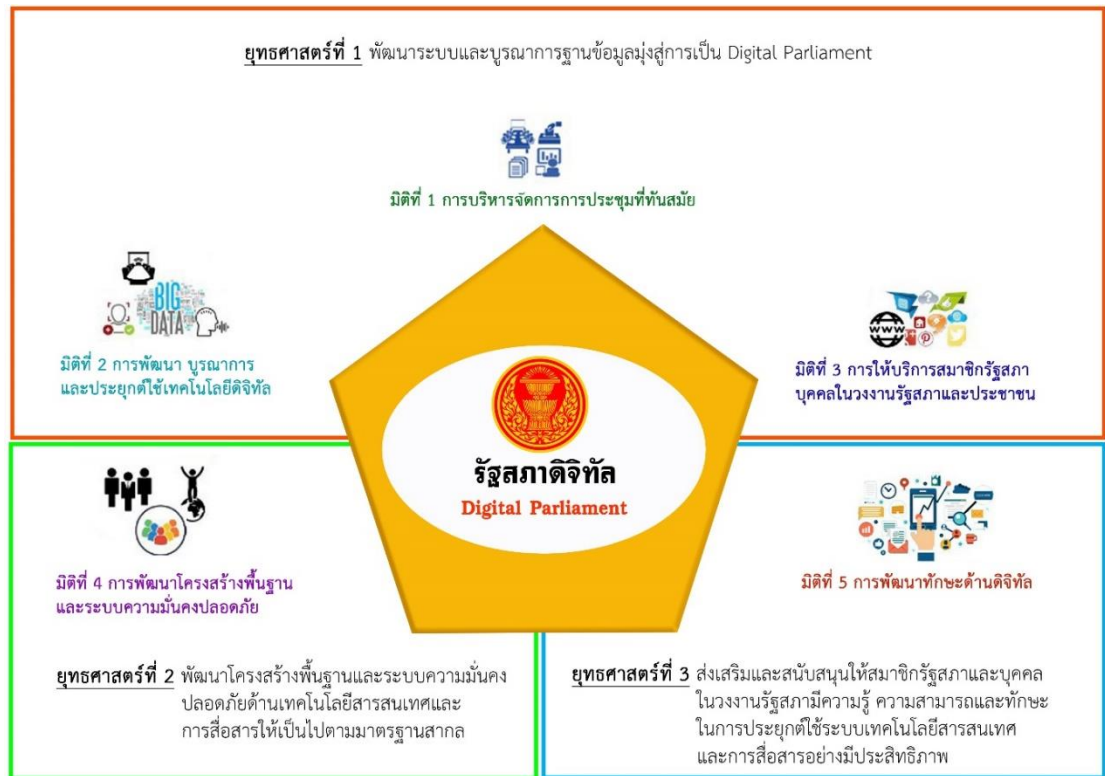 ยุทธศาสตร์ที่ 1 พัฒนาระบบและบูรณาการฐานข้อมูลมุ่งสู่การเป็น Digital Parliament
มิติที่ 1 การบริหารจัดการการประชุมที่ทันสมัย
BIG
DATA
มิติที่ 2 การพัฒนา บูรณาการ
และประยุกต์ใช้เทคโนโลยีดิจิทัล
www
มิติที่ 3 การให้บริการสมาชิกรัฐสภา
บุคคลในวงงานรัฐสภาและประชาชน
รัฐสภาดิจิทัล
Digital Parliament
มิติที่ 4 การพัฒนาโครงสร้างพื้นฐาน
และระบบความมั่นคงปลอดภัย
มิติที่ 5 การพัฒนาทักษะด้านดิจิทัล
ยุทธศาสตร์ที่ 2 พัฒนาโครงสร้างพื้นฐานและระบบความมั่นคง
ปลอดภัยด้านเทคโนโลยีสารสนเทศและ
การสื่อสารให้เป็นไปตามมาตรฐานสากล
ยุทธศาสตร์ที่ 3 ส่งเสริมและสนับสนุนให้สมาชิกรัฐสภาและบุคคล
ในวงงานรัฐสภามีความรู้ ความสามารถและทักษะ
ในการประยุกต์ใช้ระบบเทคโนโลยีสารสนเทศ
และการสื่อสารอย่างมีประสิทธิภาพ